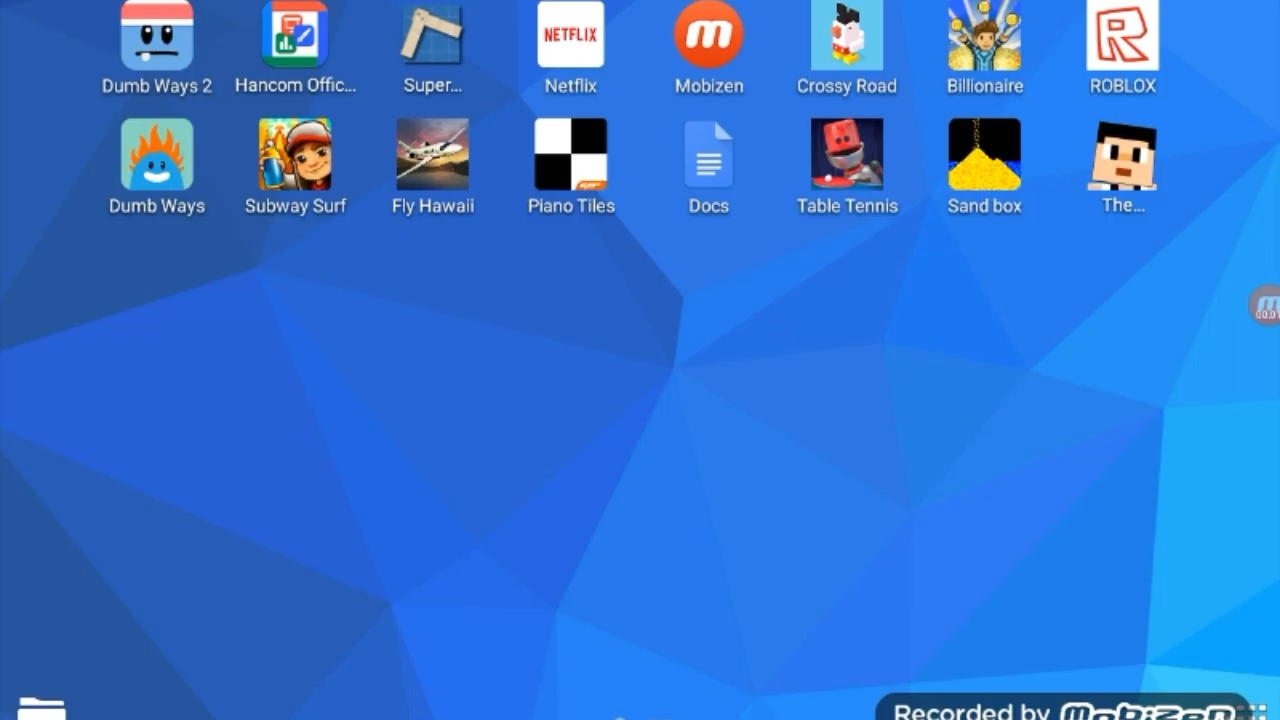 Dumb Ways 2
Hancom Offic...
Super...
NETFLIX
Netflix
Mobizen
Crossy Road
Billionaire
ROBLOX
Dumb Ways
Subway Surf
Fly Hawaii
Piano Tiles
Docs
Table Tennis
Sand box
The...
Recorded by mobizen